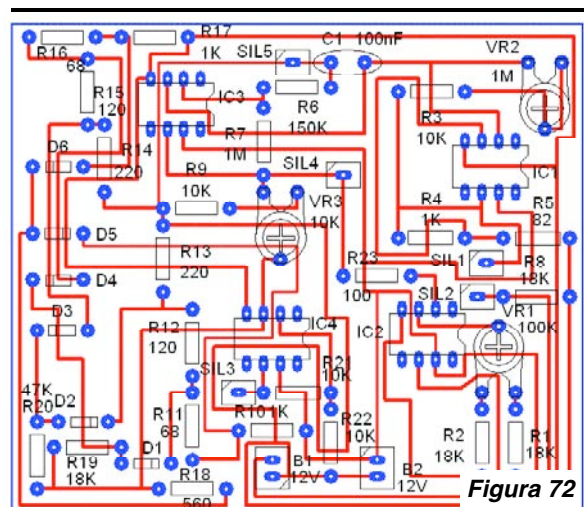 R17
R16
1K
SIL5
C1 100nF
VR2
68
1M
R15
IC3
R6
R3
120
150K
D6
R14
R7
10K
1M
SIL4
IC1
220
R9
10K
VR3
R4
R5
10K
1K
82
D5
R13
R23
SIL1
R8
220
18K
D4
100
SIL2
D3
R12
IC4
IC2
VR1
120
100K
47K
SIL3
R21
10K
D2
R20
R11
R10
1K
R22
68
10K
R2
R1
R19
D1
B1
18K
18K
18K
R18
12V
B2
560
12V
Figura 72